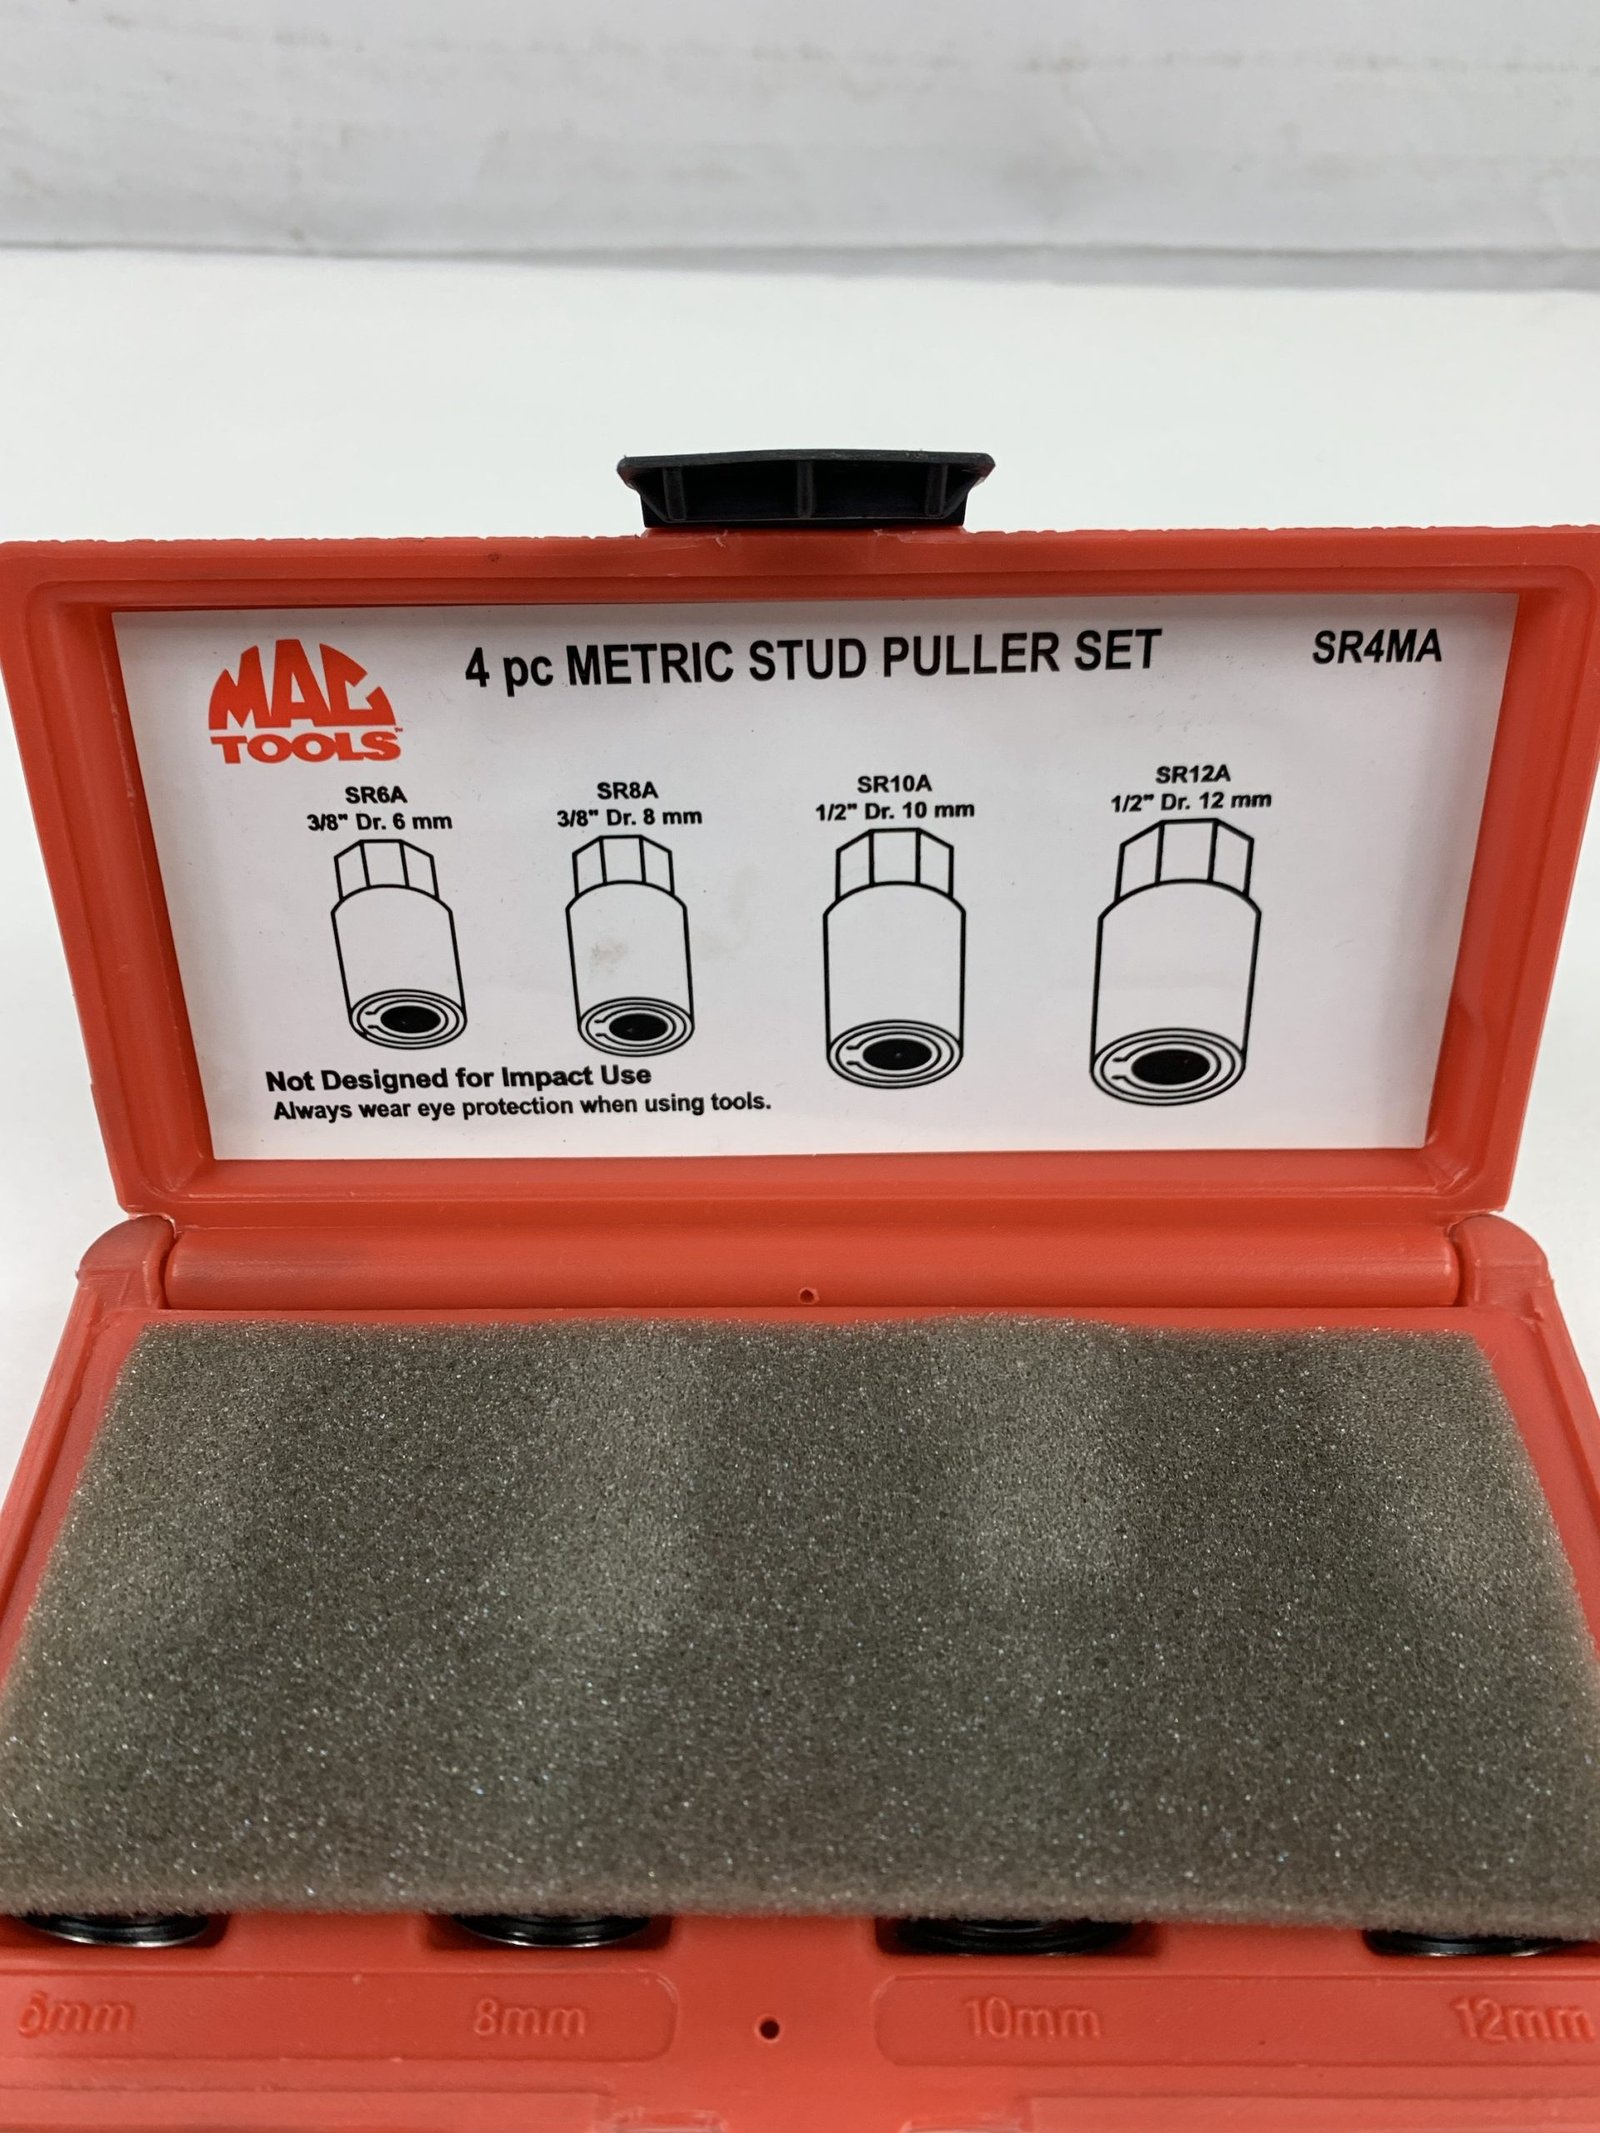 MAC
TOOLS™
4 pc METRIC STUD PULLER SET
SR4MA
SR6A
3/8" Dr. 6 mm
SR8A
3/8" Dr. 8 mm
SR10A
1/2" Dr. 10 mm
SR12A
1/2" Dr. 12 mm
Not Designed for Impact Use
Always wear eye protection when using tools.
6mm
8mm
10mm
12mm